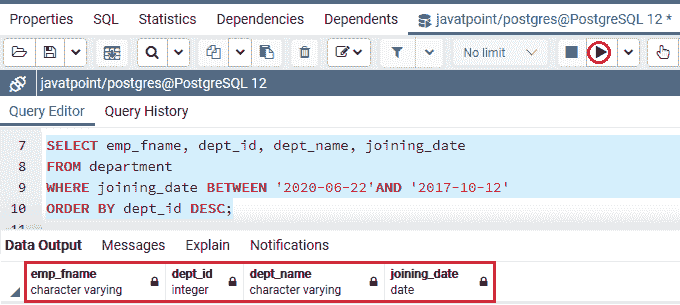 Properties SQL Statistics Dependencies Dependents javatpoint/postgres@PostgreSQL 12 *
No limit
javatpoint/postgres@PostgreSQL 12
Query Editor Query History
7 SELECT emp_fname, dept_id, dept_name, joining_date
8 FROM department
9 WHERE joining_date BETWEEN '2020-06-22'AND '2017-10-12'
10 ORDER BY dept_id DESC;
Data Output Messages Explain Notifications
emp_fname dept_id dept_name joining_date
character varying integer character varying date